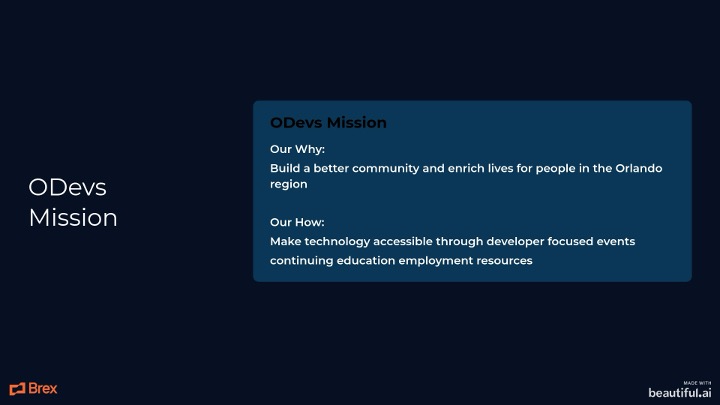 ODevs
Mission
ODevs Mission
Our Why:
Build a better community and enrich lives for people in the Orlando
region
Our How:
Make technology accessible through developer focused events
continuing education employment resources
Brex
MADE WITH
beautiful.ai